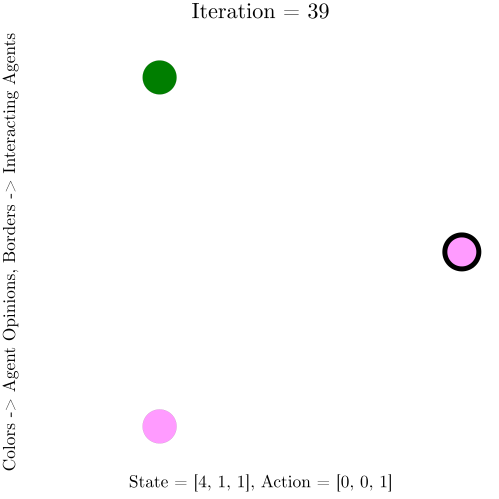 Iteration = 39
Colors -> Agent Opinions, Borders -> Interacting Agents
State = [4, 1, 1], Action = [0, 0, 1]